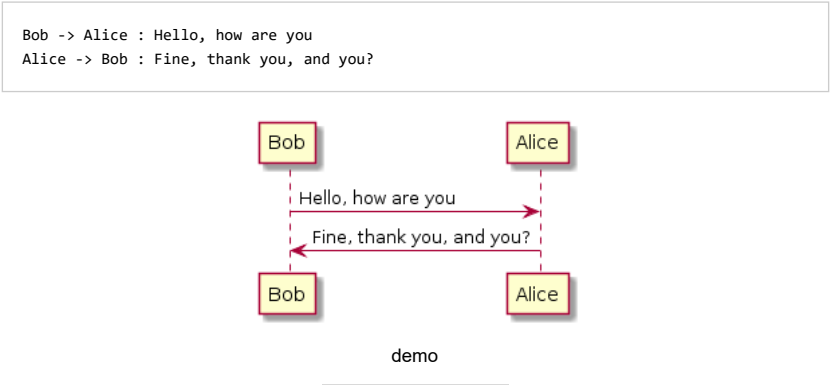 Bob -> Alice : Hello, how are you
Alice -> Bob : Fine, thank you, and you?
Bob Alice
Hello, how are you
Fine, thank you, and you?
Bob Alice
demo